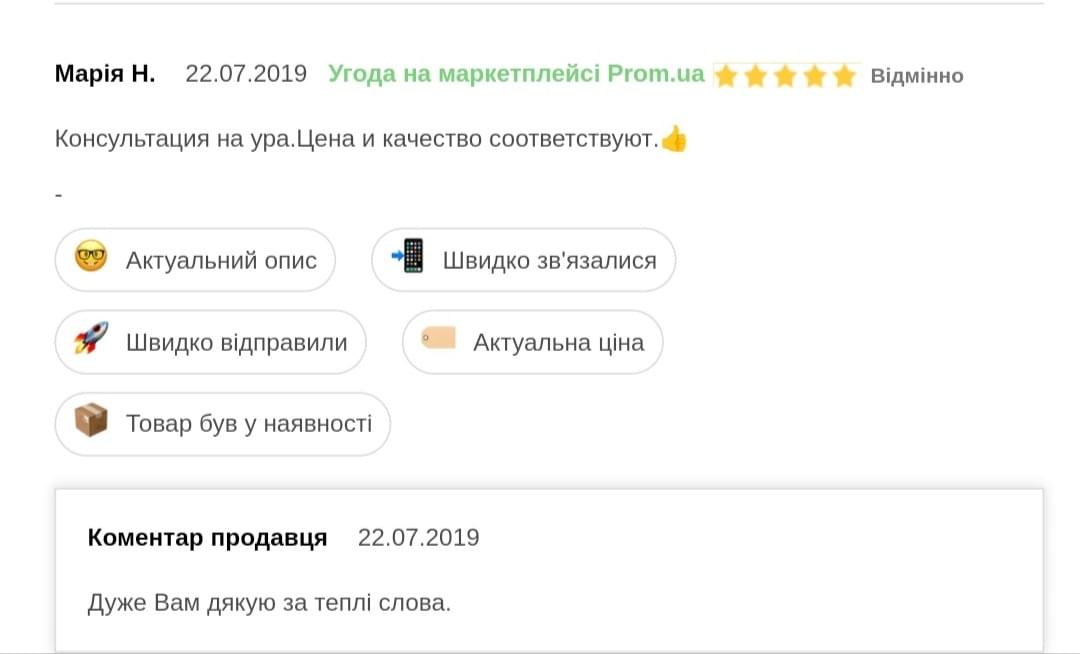 Марія Н. 22.07.2019 Угода на маркетплейсі Prom.ua ⭐⭐⭐⭐⭐ Відмінно
Консультация на ура.Цена и качество соответствуют.👍
-
🤓 Актуальний опис 📲 Швидко зв'язалися
🚀 Швидко відправили 🏷 Актуальна ціна
📦 Товар був у наявності
Коментар продавця 22.07.2019
Дуже Вам дякую за теплі слова.